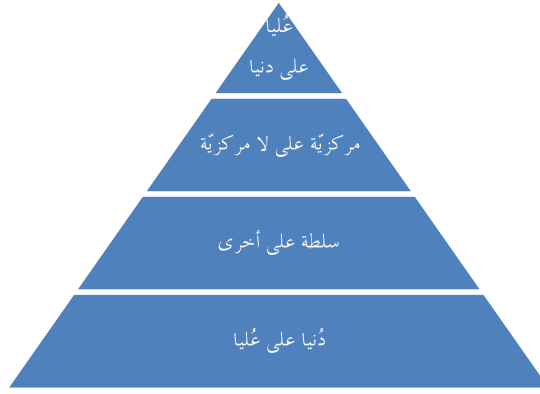 عُليا
على دنيا
مركزيّة على لا مركزيّة
سلطة على أخرى
دُنيا على عُليا